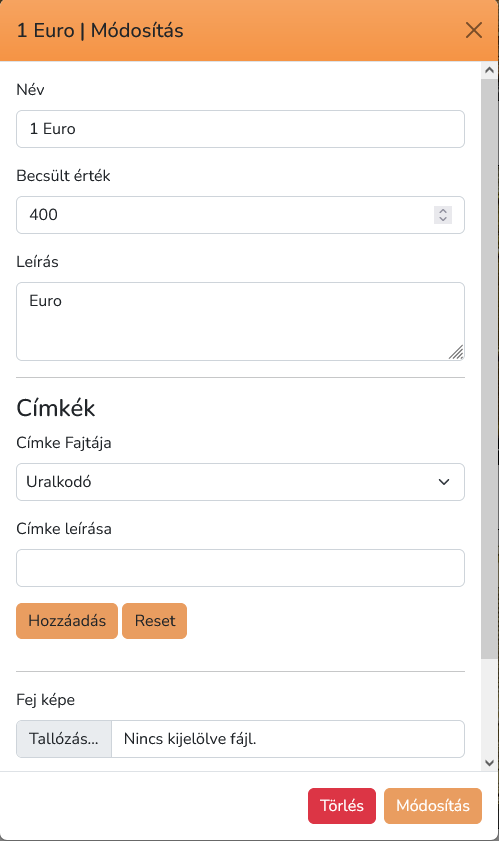 1 Euro | Módosítás
Név
1 Euro
Becsült érték
400
Leírás
Euro
Címkék
Címke Fajtája
Uralkodó
Címke leírása
Hozzáadás Reset
Fej képe
Tallózás... Nincs kijelölve fájl.
Törlés Módosítás